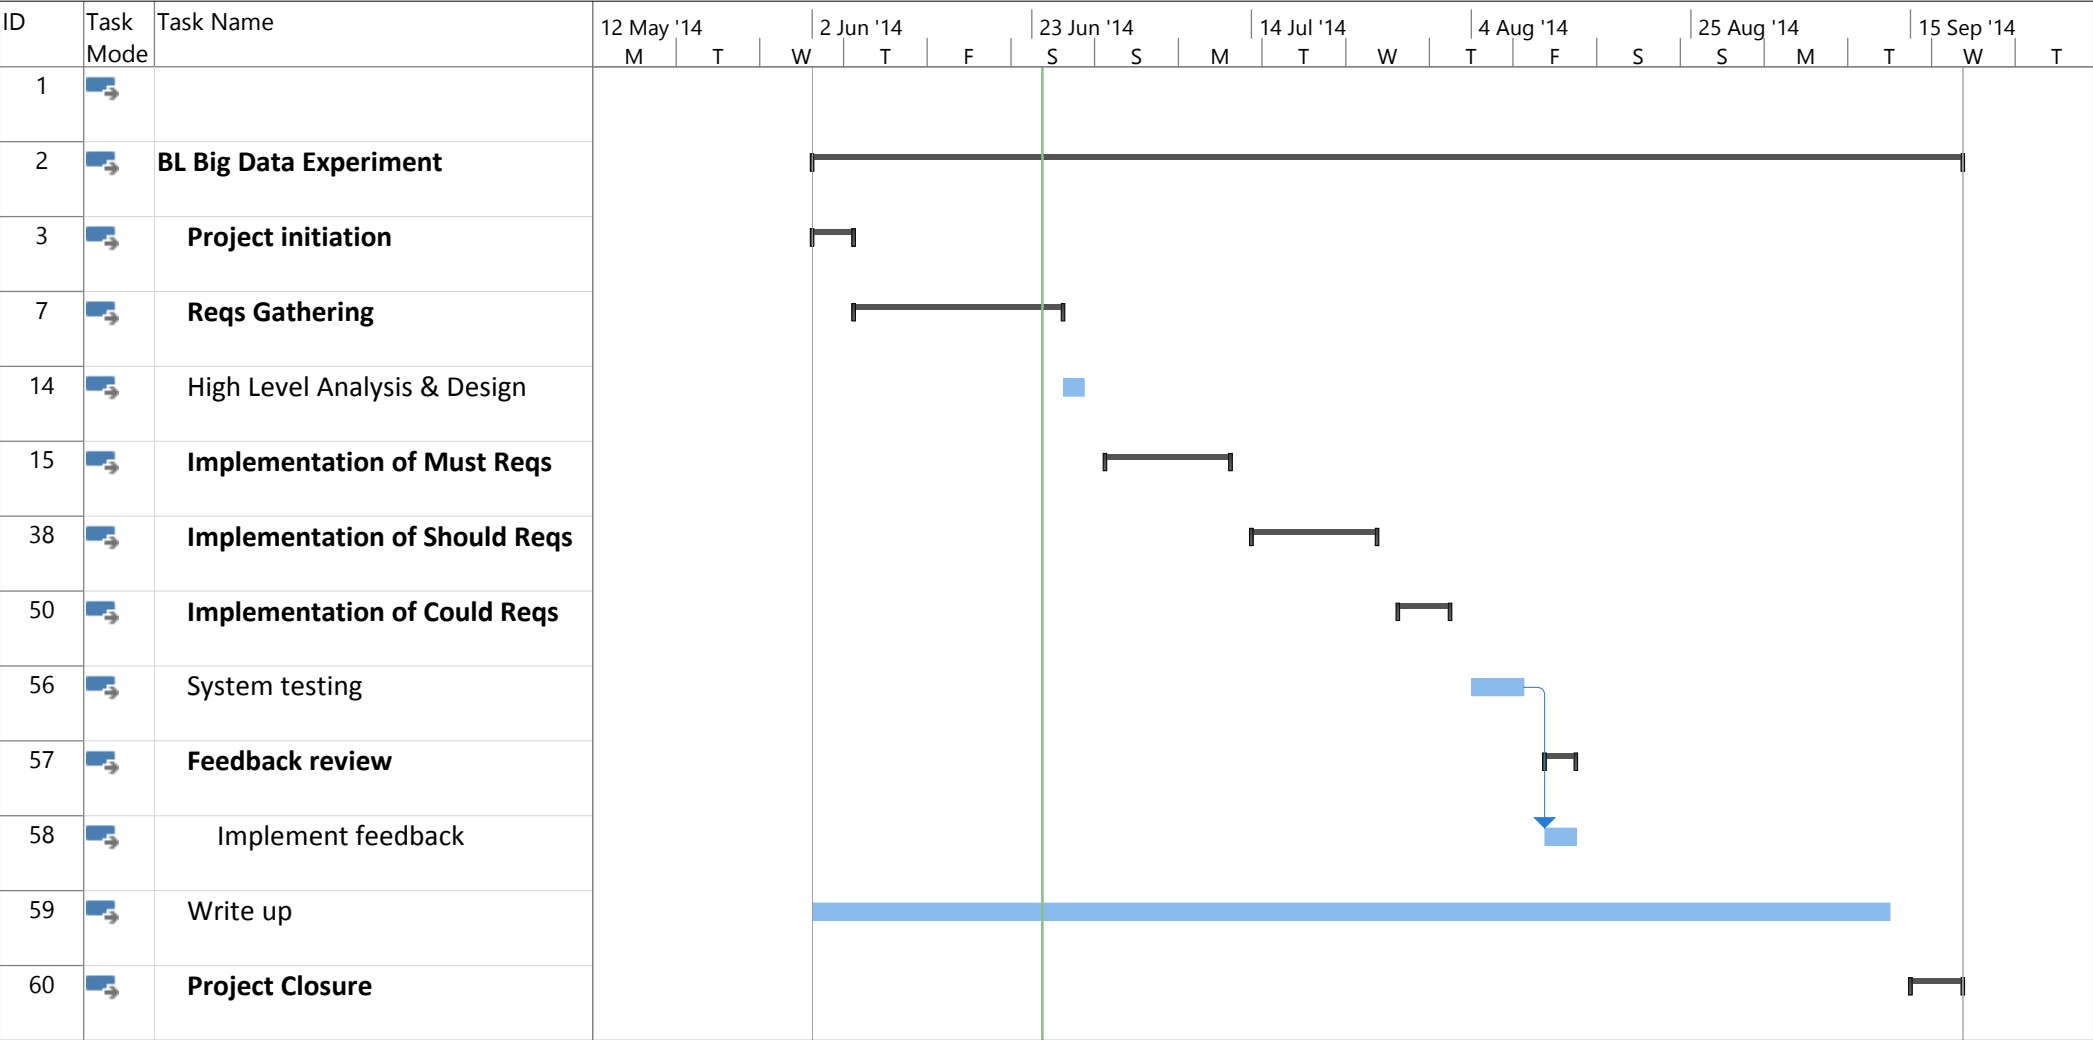 ID Task Mode Task Name 12 May '14 2 Jun '14 23 Jun '14 14 Jul '14 4 Aug '14 25 Aug '14 15 Sep '14
M T W T F S S M T W T F S S M T W T
1
2 BL Big Data Experiment
3 Project initiation
7 Reqs Gathering
14 High Level Analysis & Design
15 Implementation of Must Reqs
38 Implementation of Should Reqs
50 Implementation of Could Reqs
56 System testing
57 Feedback review
58 Implement feedback
59 Write up
60 Project Closure